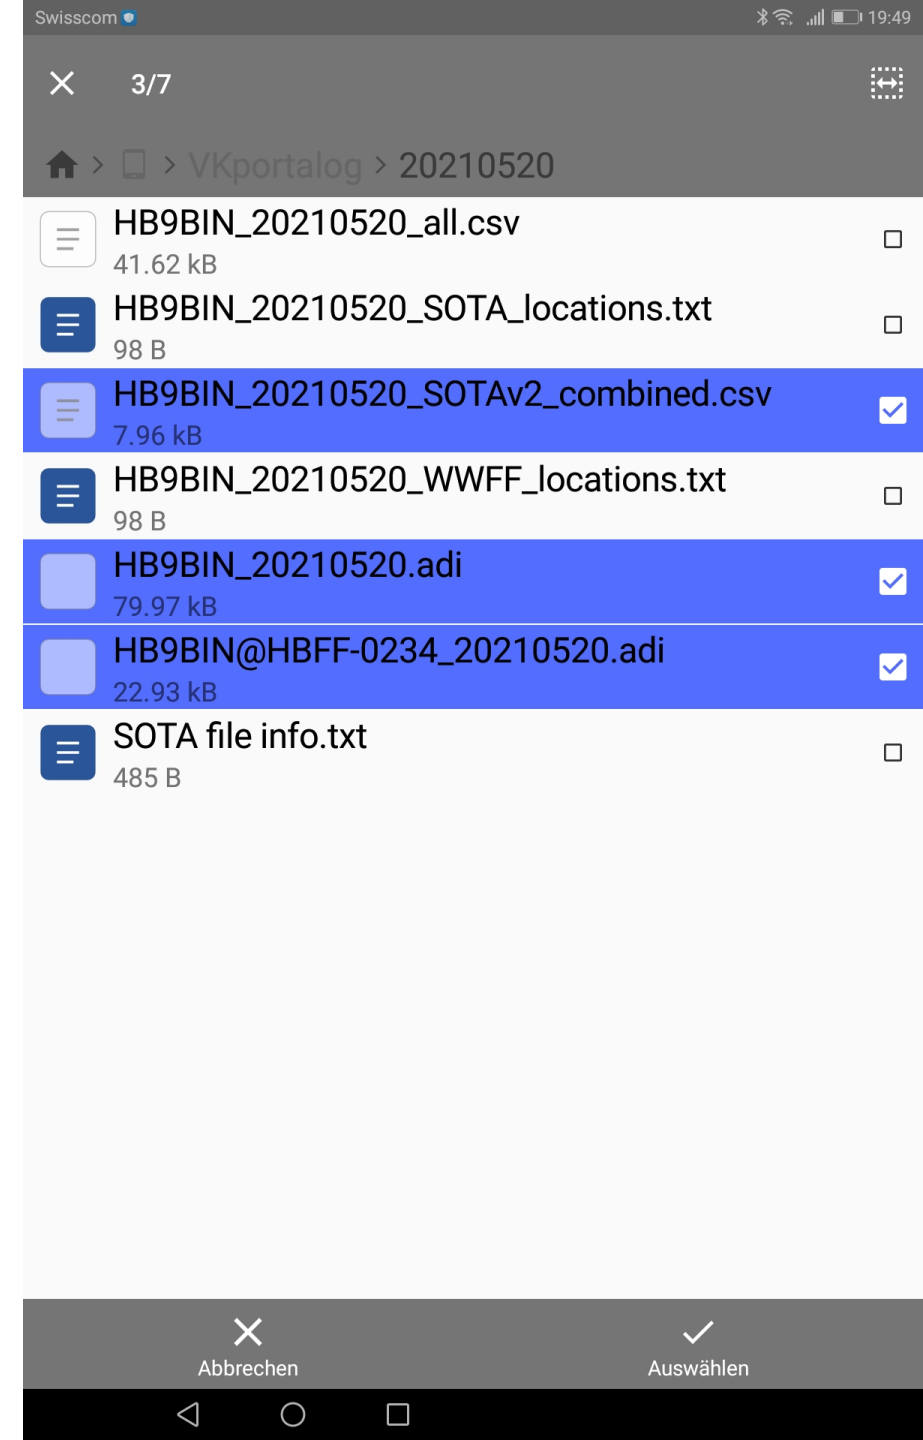 Swisscom
19:49
3/7
VKportalog > 20210520
HB9BIN_20210520_all.csv
41.62 kB
HB9BIN_20210520_SOTA_locations.txt
98 B
HB9BIN_20210520_SOTAv2_combined.csv
7.96 kB
HB9BIN_20210520_WWFF_locations.txt
98 B
HB9BIN_20210520.adi
79.97 kB
HB9BIN@HBFF-0234_20210520.adi
22.93 kB
SOTA file info.txt
485 B
Abbrechen
Auswählen